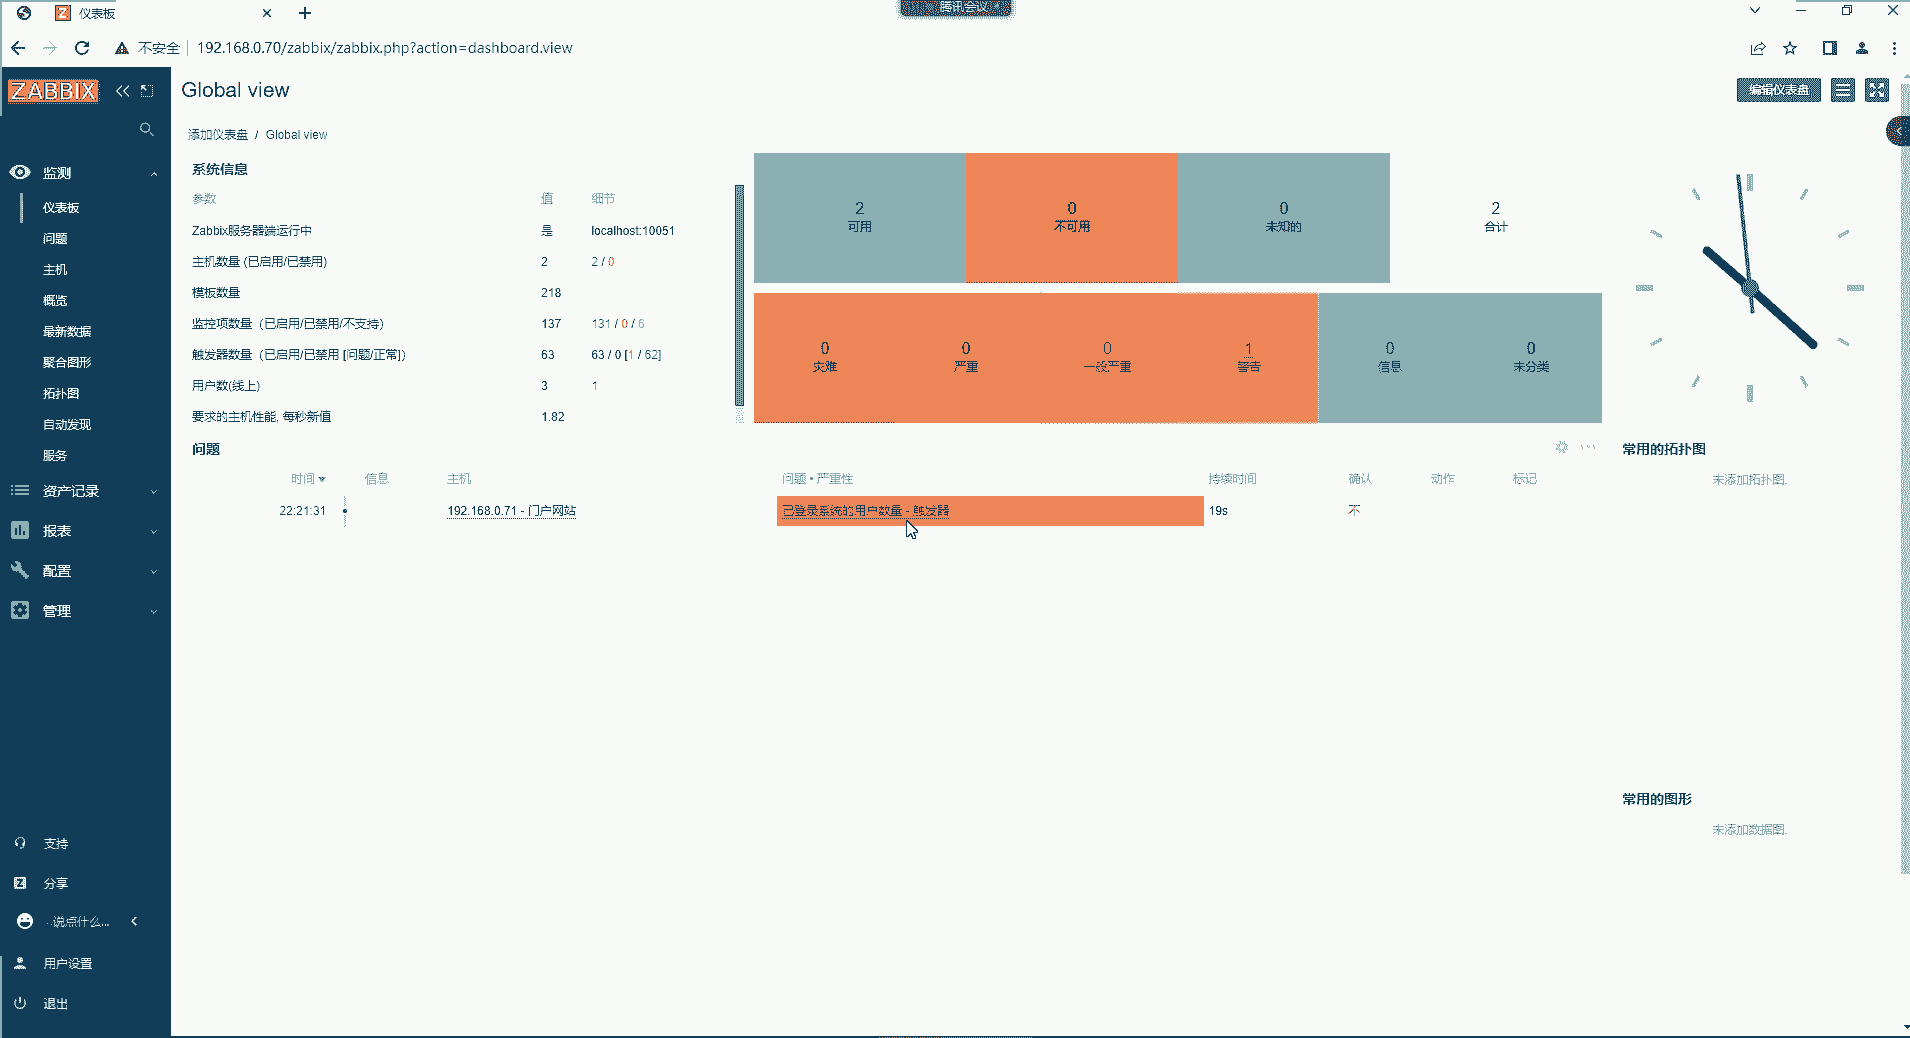 仪表板
腾讯会议
不安全 192.168.0.70/zabbix/zabbix.php?action=dashboard.view
ZABBIX
Global view
编辑仪表盘
添加仪表盘 / Global view
监测
仪表板
问题
主机
概览
最新数据
聚合图形
拓扑图
自动发现
服务
资产记录
报表
配置
管理
支持
分享
说点什么...
用户设置
退出
系统信息
参数 值 细节
Zabbix服务器端运行中 是 localhost:10051
主机数量 (已启用/已禁用) 2 2 / 0
模板数量 218
监控项数量 (已启用/已禁用/不支持) 137 131 / 0 / 6
触发器数量 (已启用/已禁用 [问题/正常]) 63 63 / 0 [1 / 62]
用户数(线上) 3 1
要求的主机性能, 每秒新值 1.82
2 0 0 2
可用 不可用 未知的 合计
0 0 0 1 0 0
灾难 严重 一般严重 警告 信息 未分类
问题
时间 信息 主机 问题 • 严重性 持续时间 确认 动作 标记
22:21:31 192.168.0.71 - 门户网站 已登录系统的用户数量 - 触发器 19s 不
常用的拓扑图
未添加拓扑图.
常用的图形
未添加数据图.